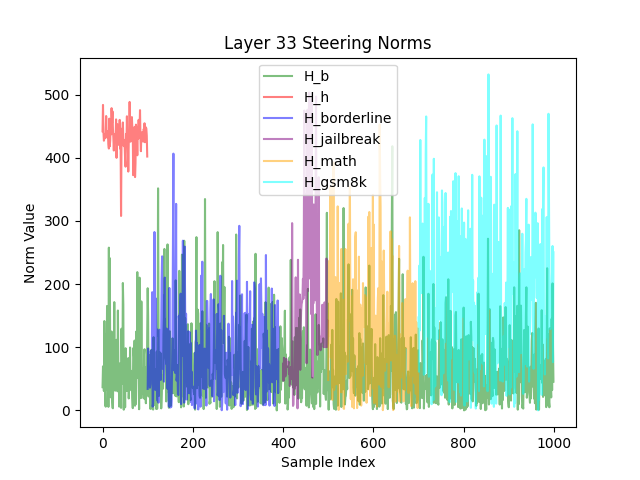 Layer 33 Steering Norms
H_b
H_h
H_borderline
H_jailbreak
H_math
H_gsm8k
Norm Value
500
400
300
200
100
0
0 200 400 600 800 1000
Sample Index